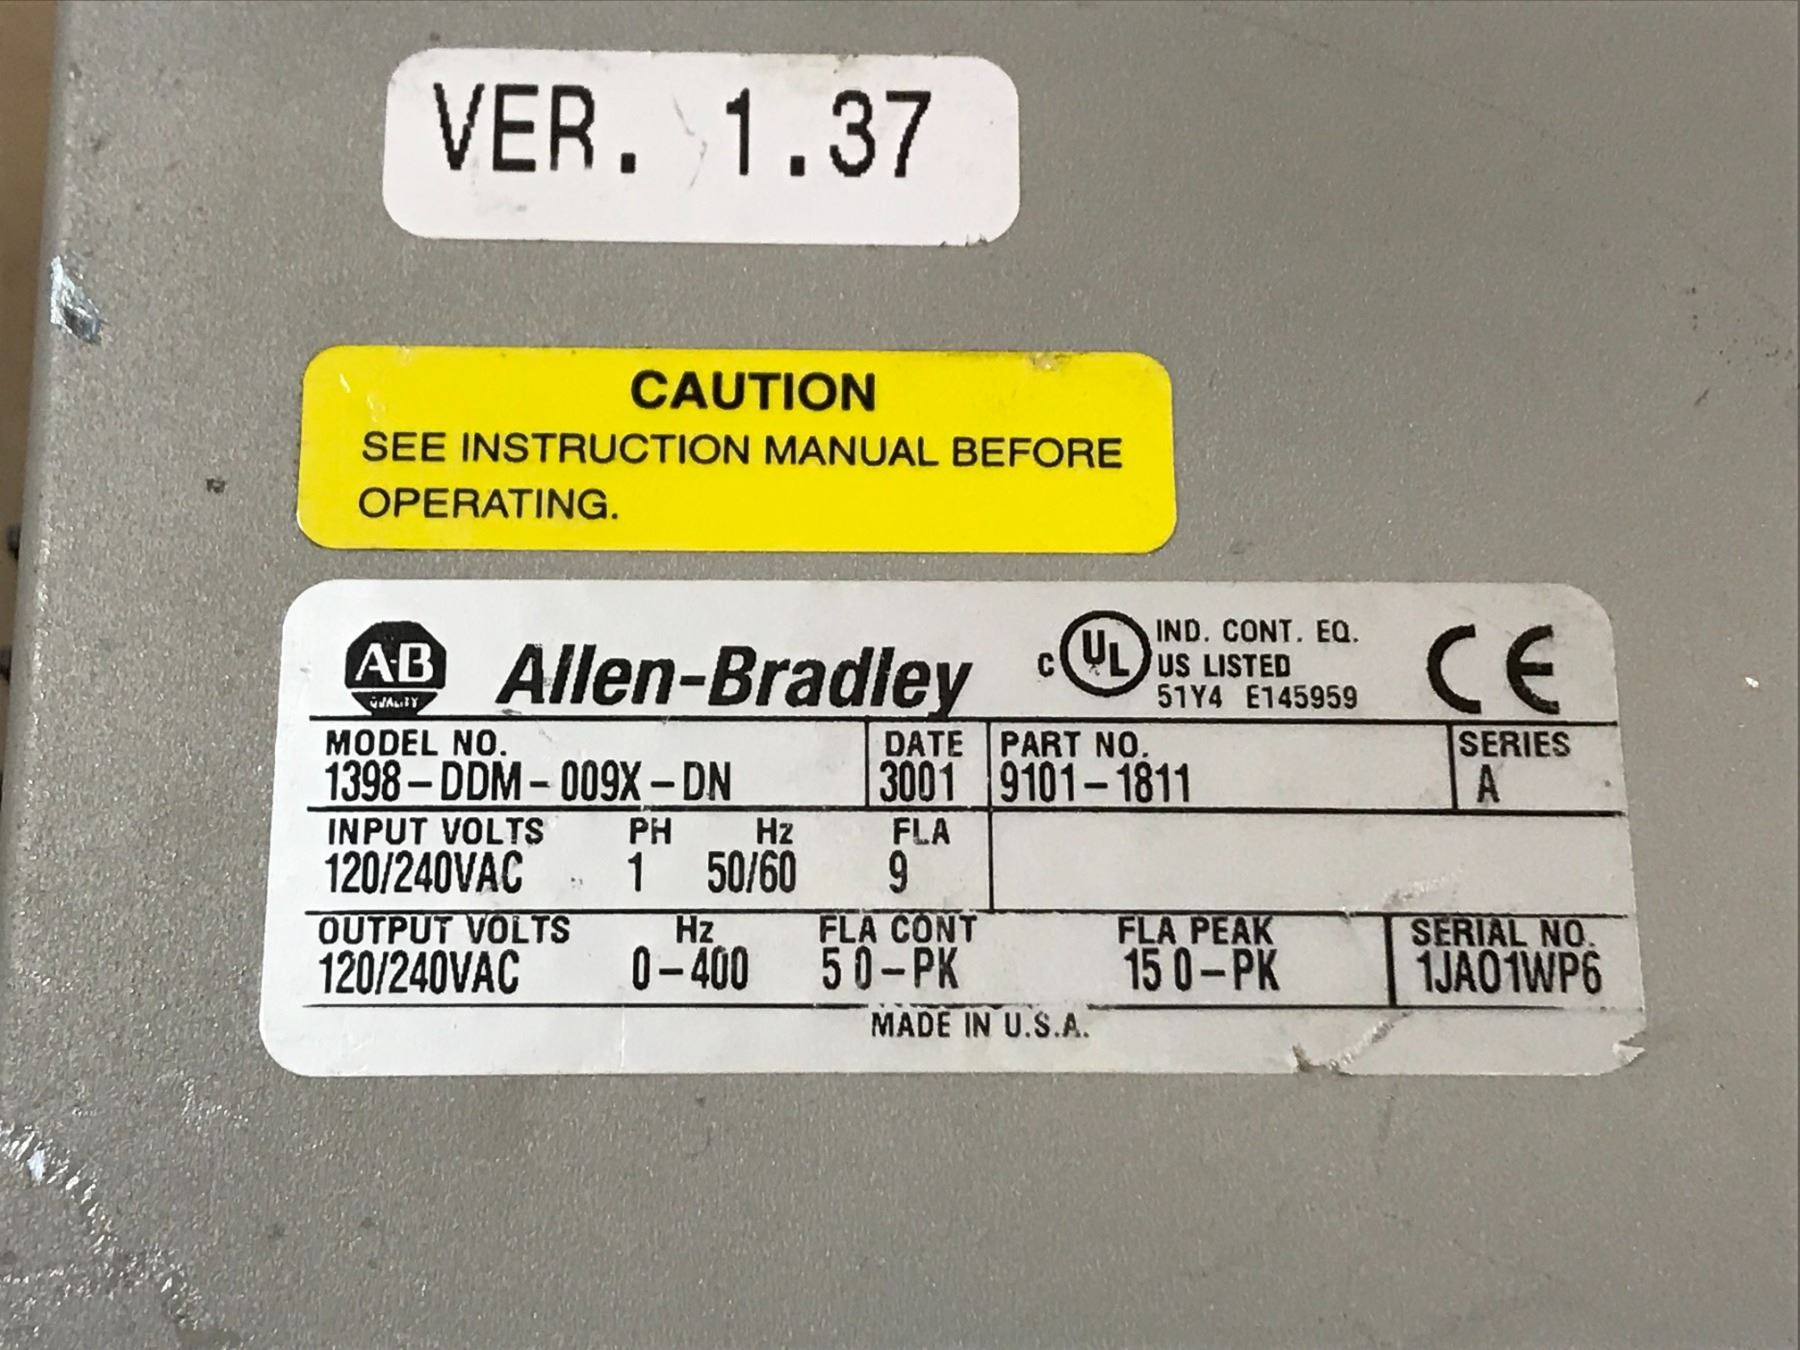 VER. 1.37
CAUTION
SEE INSTRUCTION MANUAL BEFORE
OPERATING.
A-B
QUALITY
Allen-Bradley
C UL IND. CONT. EQ.
US LISTED
51Y4 E145959
CE
MODEL NO. DATE PART NO. SERIES
1398-DDM-009X-DN 3001 9101-1811 A
INPUT VOLTS PH Hz FLA
120/240VAC 1 50/60 9
OUTPUT VOLTS Hz FLA CONT FLA PEAK SERIAL NO.
120/240VAC 0-400 5 0-PK 15 0-PK 1JAO1WP6
MADE IN U.S.A.